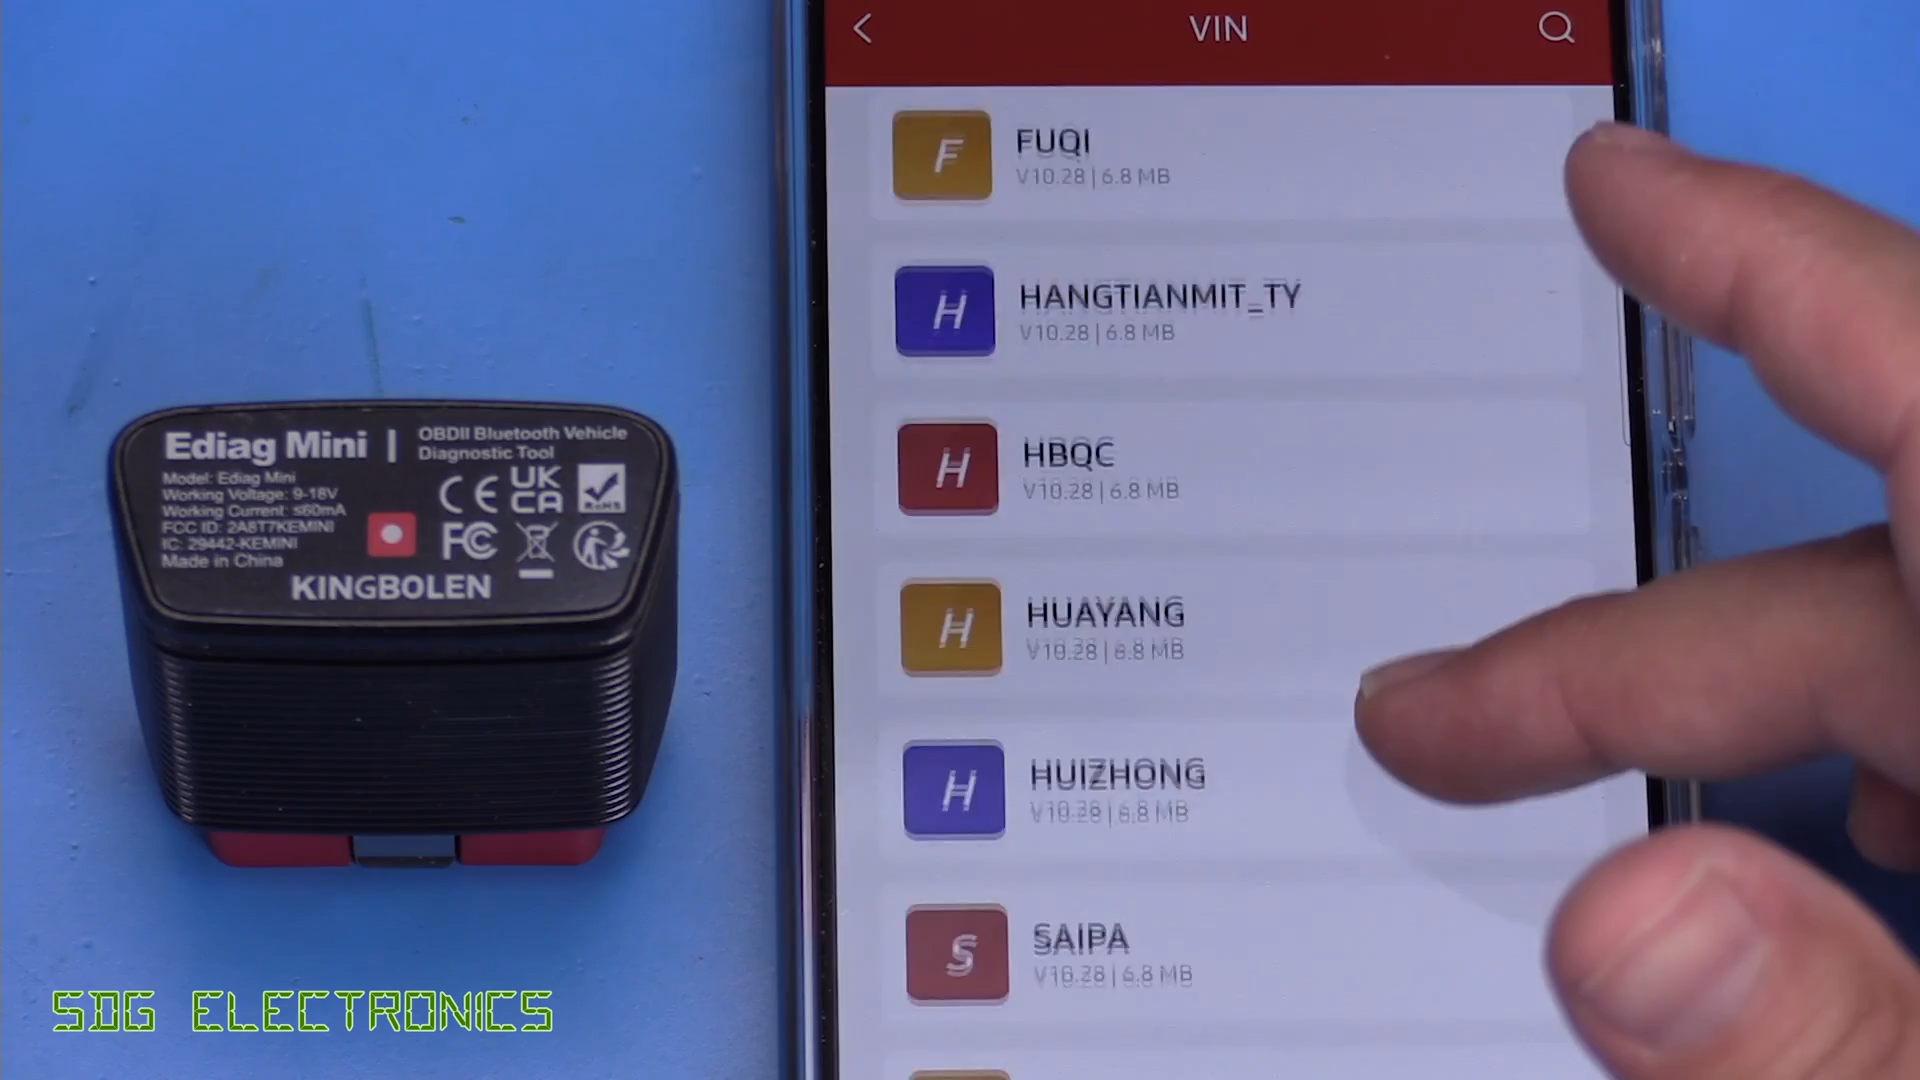 VIN
FUQI
V10.28 | 6.8 MB
HANGTIANMIT_TY
V10.28 | 6.8 MB
HBQC
V10.28 | 6.8 MB
HUAYANG
V10.28 | 6.8 MB
HUIZHONG
V10.28 | 6.8 MB
SAIPA
V10.28 | 6.8 MB
F
H
H
H
H
S
Ediag Mini |
OBDII Bluetooth Vehicle
Diagnostic Tool
Model: Ediag Mini
Working Voltage: 9-18V
Working Current: ≤60mA
FCC ID: 2A8T7KEMINI
IC: 29442-KEMINI
Made in China
CE
UK
CA
RoHS
FC
KINGBOLEN
SDG ELECTRONICS